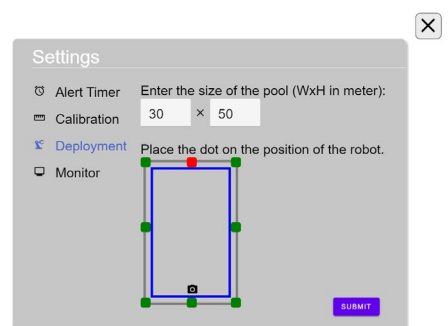 Settings
Alert Timer
Calibration
Deployment
Monitor
Enter the size of the pool (WxH in meter):
30 × 50
Place the dot on the position of the robot.
SUBMIT